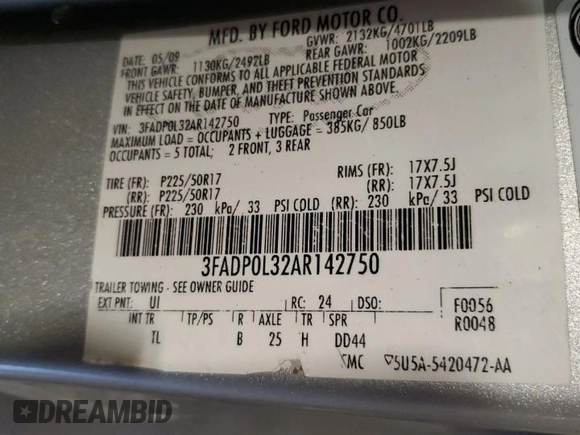 MFD. BY FORD MOTOR CO.
DATE: 05/09 GVWR: 2132KG/4701LB
FRONT GAWR: 1130KG/2492LB REAR GAWR: 1002KG/2209LB
THIS VEHICLE CONFORMS TO ALL APPLICABLE FEDERAL MOTOR
VEHICLE SAFETY, BUMPER, AND THEFT PREVENTION STANDARDS
IN EFFECT ON THE DATE OF MANUFACTURE SHOWN ABOVE.
VIN: 3FADP0L32AR142750 TYPE: Passenger Car
MAXIMUM LOAD = OCCUPANTS + LUGGAGE = 385KG/ 850LB
OCCUPANTS = 5 TOTAL; 2 FRONT, 3 REAR
TIRE (FR): P225/50R17 RIMS (FR): 17X7.5J
(RR): P225/50R17 (RR): 17X7.5J
PRESSURE (FR): 230 kPa/ 33 PSI COLD (RR): 230 kPa/ 33 PSI COLD
3FADP0L32AR142750
TRAILER TOWING - SEE OWNER GUIDE
EXT PNT: UI RC: 24 DSO: F0056
INT TR TP/PS R AXLE TR SPR R0048
TL B 25 H DD44
MC 5U5A-5420472-AA
DREAMBID